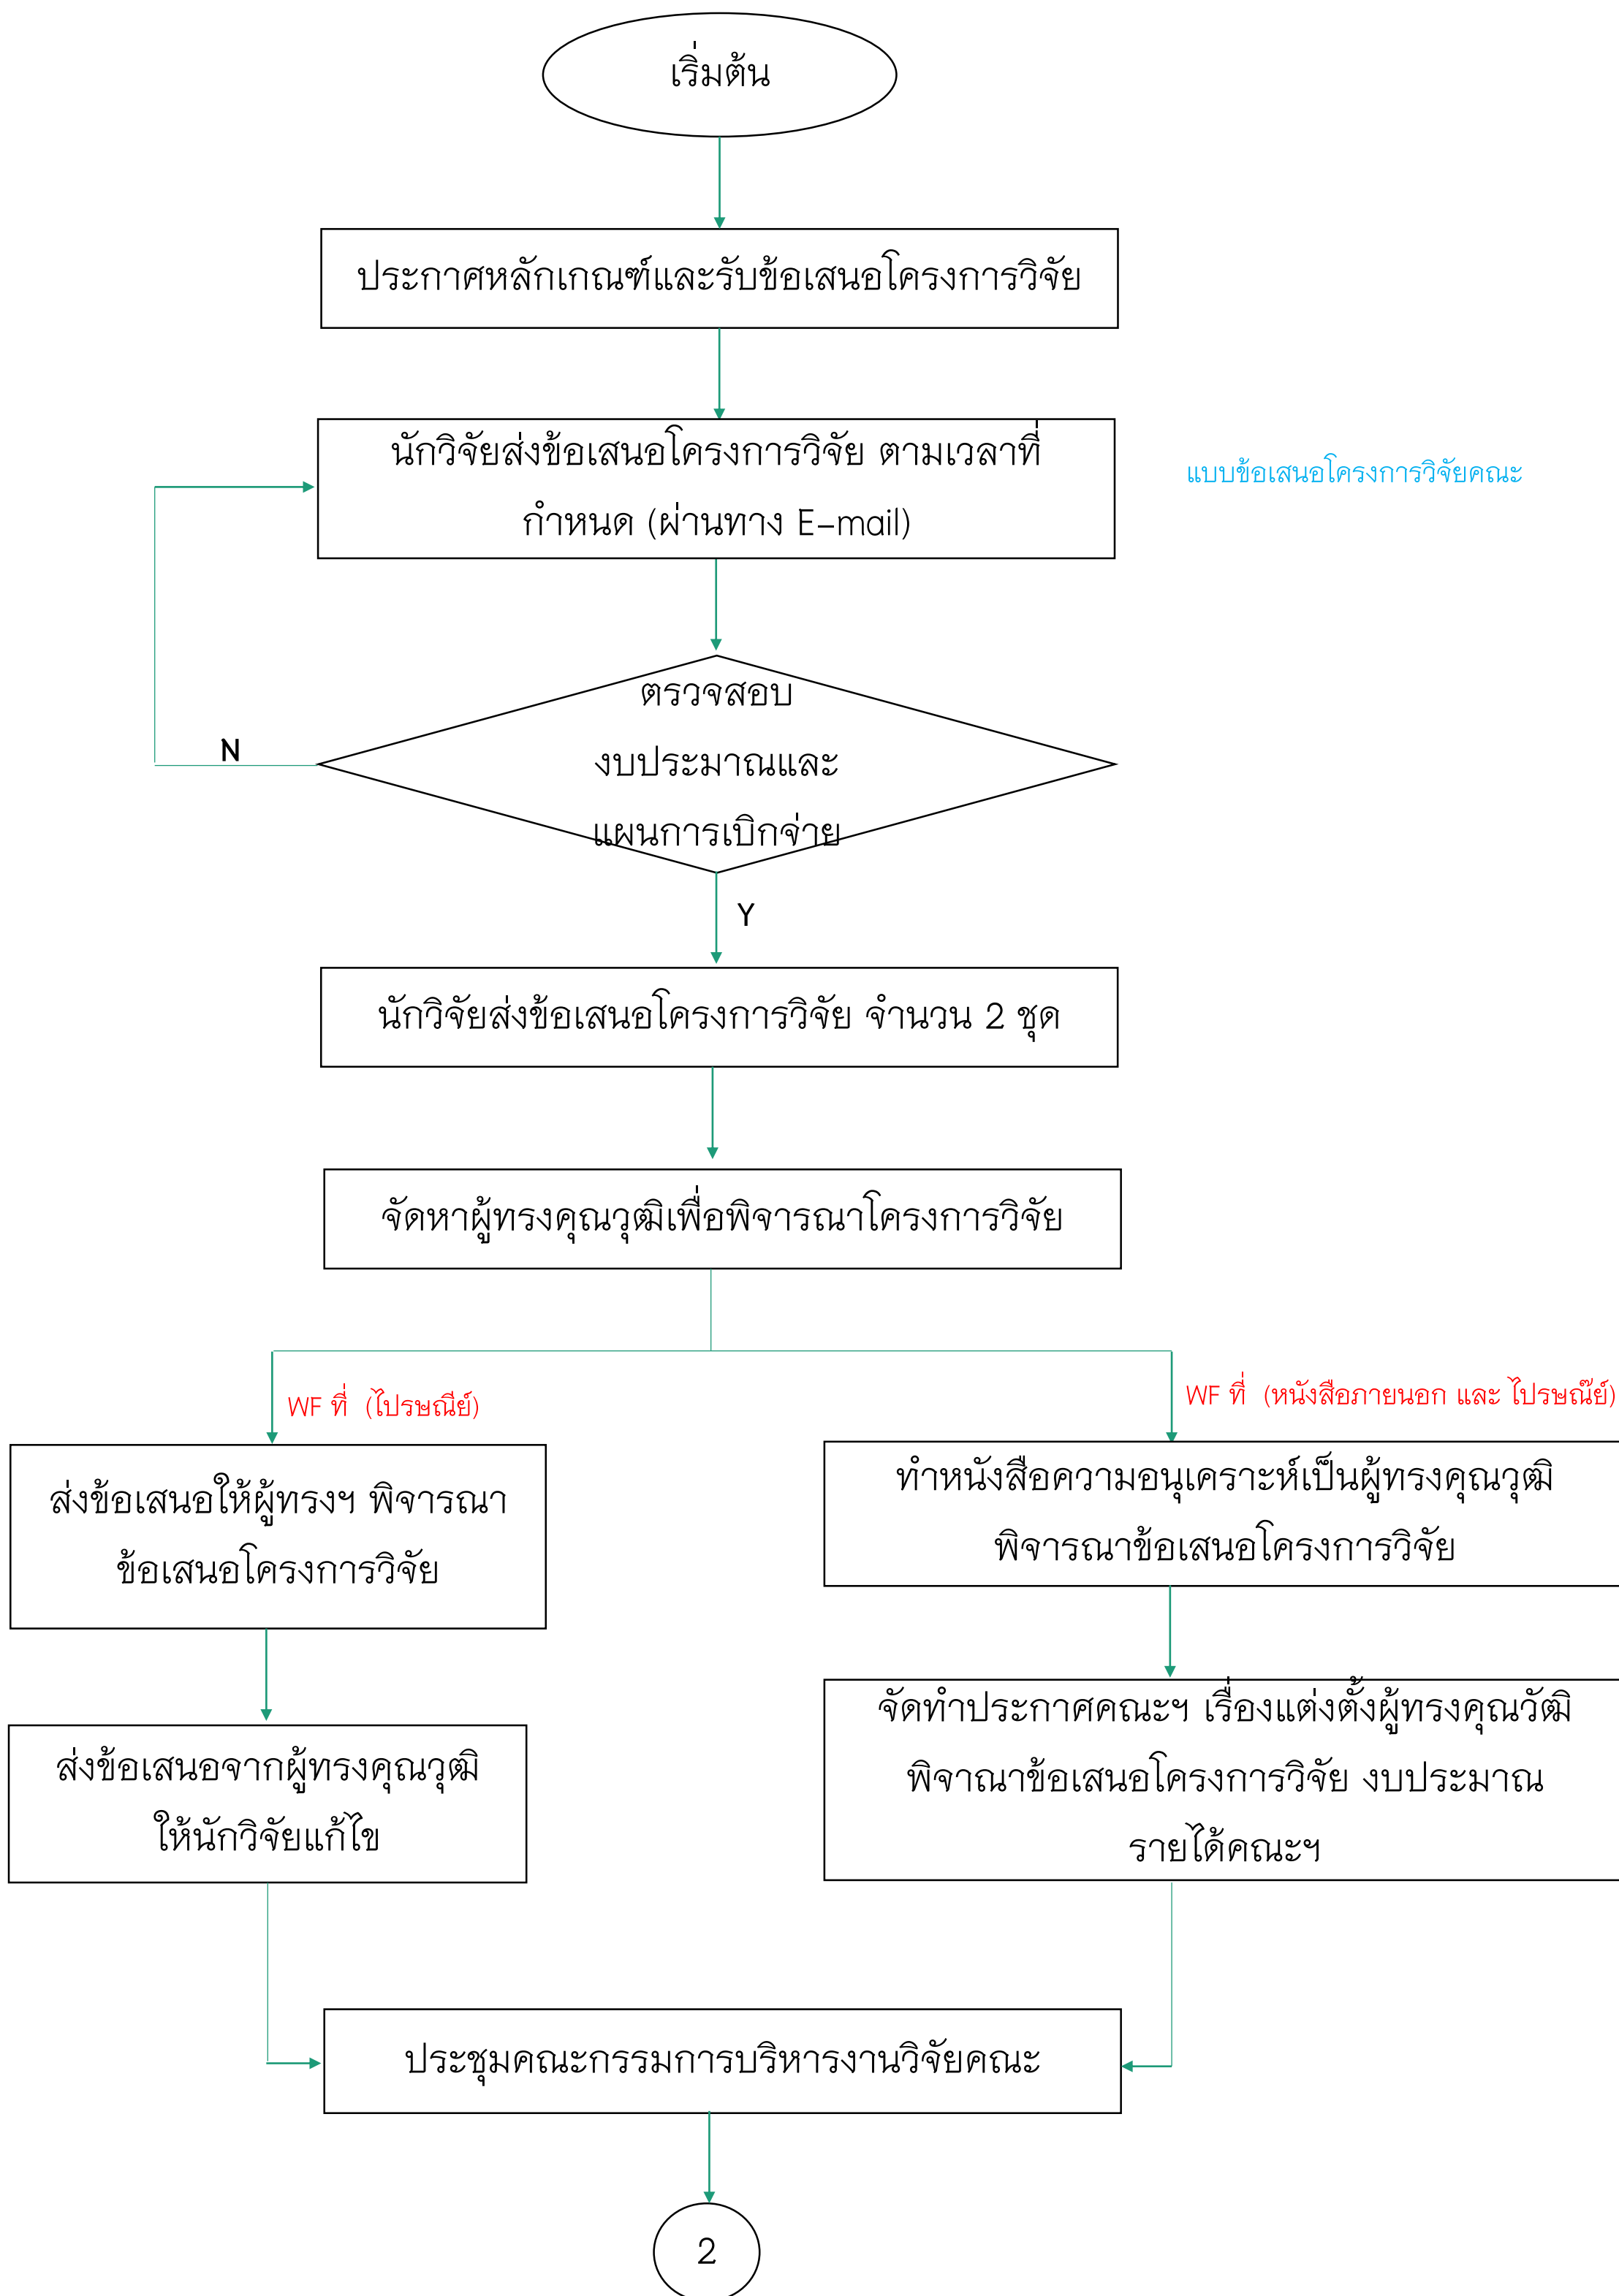 เริ่มต้น
ประกาศหลักเกณฑ์และรับข้อเสนอโครงการวิจัย
นักวิจัยส่งข้อเสนอโครงการวิจัย ตามเวลาที่
กำหนด (ผ่านทาง E-mail)
แบบข้อเสนอโครงการวิจัยคณะ
ตรวจสอบ
งบประมาณและ
แผนการเบิกจ่าย
N
Y
นักวิจัยส่งข้อเสนอโครงการวิจัย จำนวน 2 ชุด
จัดหาผู้ทรงคุณวุฒิเพื่อพิจารณาโครงการวิจัย
WF ที่ (ไปรษณีย์)
WF ที่ (หนังสือภายนอก และ ไปรษณ๊ย์)
ส่งข้อเสนอให้ผู้ทรงฯ พิจารณา
ข้อเสนอโครงการวิจัย
ทำหนังสือความอนุเคราะห์เป็นผู้ทรงคุณวุฒิ
พิจารณาข้อเสนอโครงการวิจัย
ส่งข้อเสนอจากผู้ทรงคุณวุฒิ
ให้นักวิจัยแก้ไข
จัดทำประกาศคณะฯ เรื่องแต่งตั้งผู้ทรงคุณวัฒิ
พิจาณาข้อเสนอโครงการวิจัย งบประมาณ
รายได้คณะฯ
ประชุมคณะกรรมการบริหารงานวิจัยคณะ
2